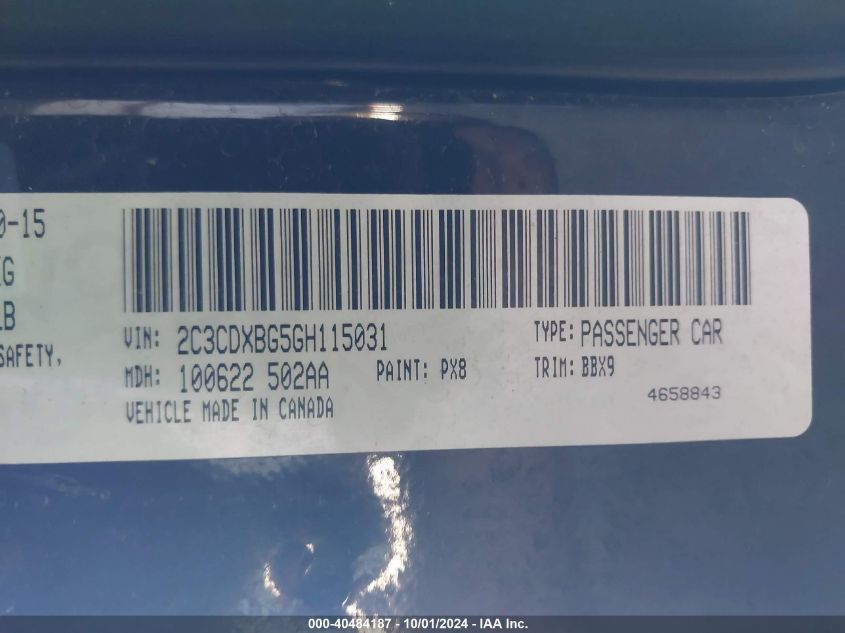 0-15
G
LB
SAFETY,
VIN: 2C3CDXBG5GH115031 TYPE: PASSENGER CAR
MDH: 100622 502AA PAINT: PX8 TRIM: BBX9
VEHICLE MADE IN CANADA 4658843
000-40484187 - 10/01/2024 - IAA Inc.